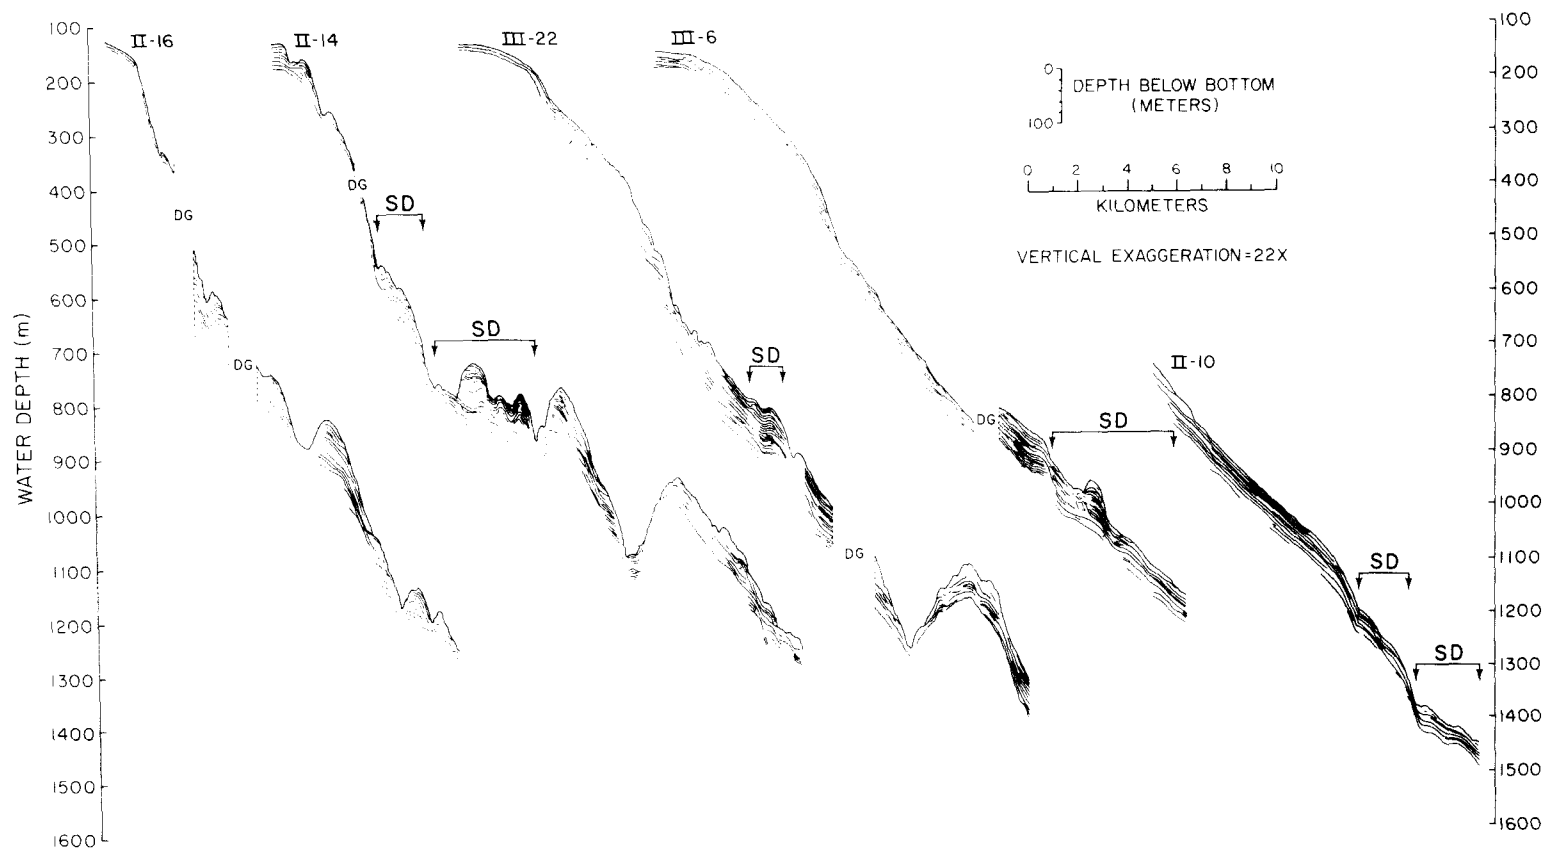 100
200
300
400
500
600
700
800
900
1000
1100
1200
1300
1400
1500
1600
WATER DEPTH (m)
II-16
II-14
III-22
III-6
II-10
DG
DG
DG
SD
SD
SD
DG
DG
SD
SD
SD
0
100
DEPTH BELOW BOTTOM
(METERS)
0 2 4 6 8 10
KILOMETERS
VERTICAL EXAGGERATION=22X
100
200
300
400
500
600
700
800
900
1000
1100
1200
1300
1400
1500
1600